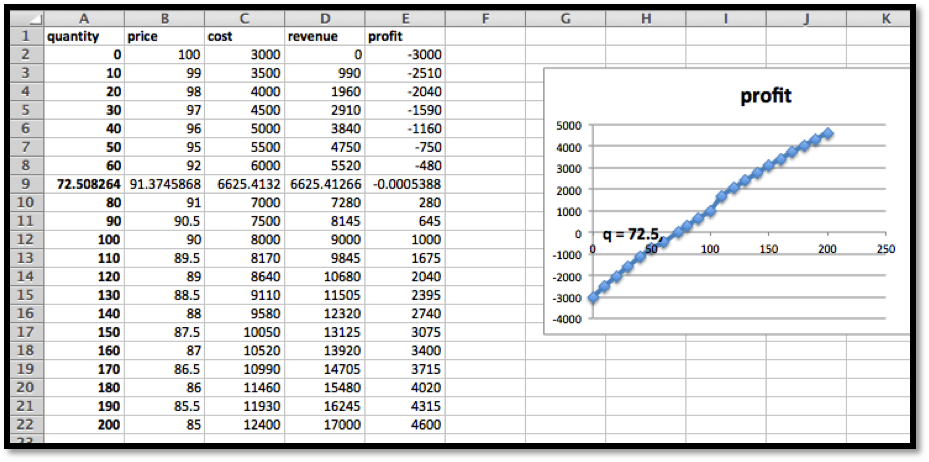 A B C D E F G H I J K
1 quantity price cost revenue profit
2 0 100 3000 0 -3000
3 10 99 3500 990 -2510
4 20 98 4000 1960 -2040
5 30 97 4500 2910 -1590
6 40 96 5000 3840 -1160
7 50 95 5500 4750 -750
8 60 92 6000 5520 -480
9 72.508264 91.3745868 6625.4132 6625.41266 -0.0005388
10 80 91 7000 7280 280
11 90 90.5 7500 8145 645
12 100 90 8000 9000 1000
13 110 89.5 8170 9845 1675
14 120 89 8640 10680 2040
15 130 88.5 9110 11505 2395
16 140 88 9580 12320 2740
17 150 87.5 10050 13125 3075
18 160 87 10520 13920 3400
19 170 86.5 10990 14705 3715
20 180 86 11460 15480 4020
21 190 85.5 11930 16245 4315
22 200 85 12400 17000 4600
23
profit
5000
4000
3000
2000
1000
0
-1000
-2000
-3000
-4000
q = 72.5,
0 50 100 150 200 250